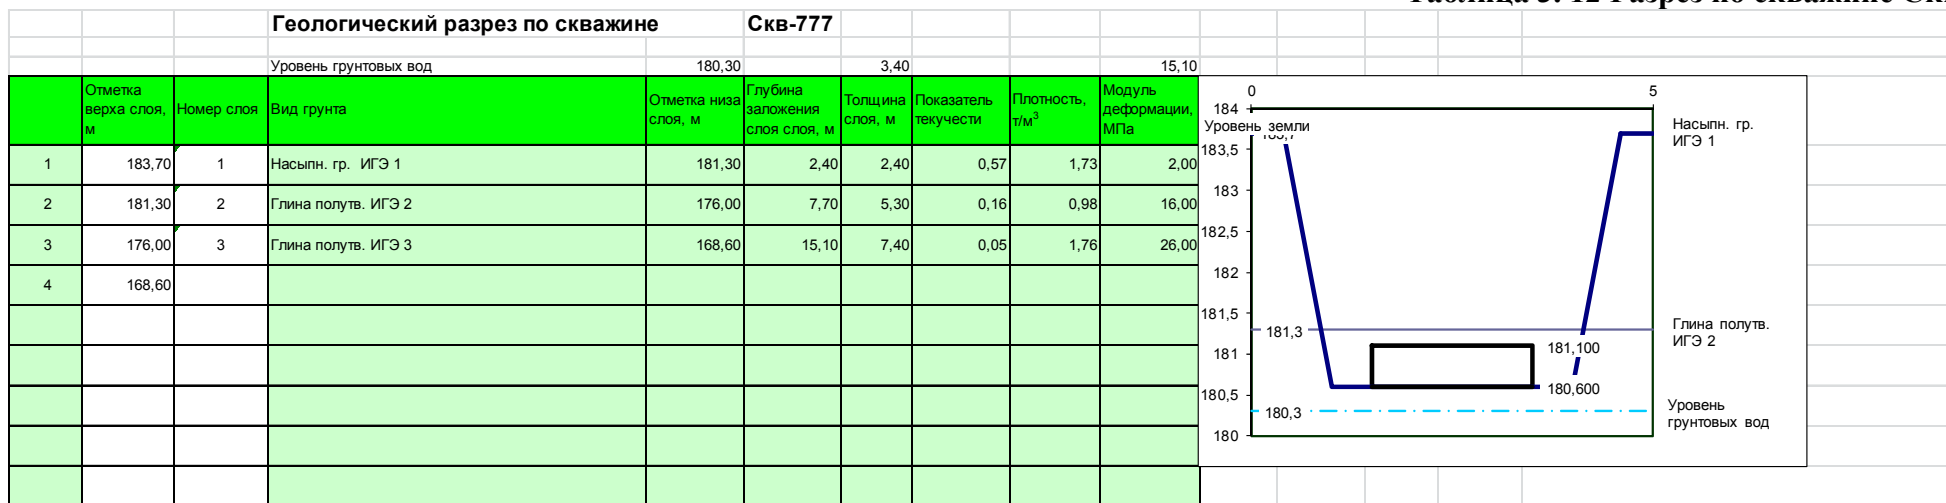 Таблица 3. 12 Разрез по скважине
Геологический разрез по скважине Скв-777
Уровень грунтовых вод 180,30 3,40 15,10
Отметка верха слоя, м Номер слоя Вид грунта Отметка низа слоя, м Глубина заложения слоя слоя, м Толщина слоя, м Показатель текучести Плотность, т/м³ Модуль деформации, МПа
1 183,70 1 Насыпн. гр. ИГЭ 1 181,30 2,40 2,40 0,57 1,73 2,00
2 181,30 2 Глина полутв. ИГЭ 2 176,00 7,70 5,30 0,16 0,98 16,00
3 176,00 3 Глина полутв. ИГЭ 3 168,60 15,10 7,40 0,05 1,76 26,00
4 168,60
0 5
184
Уровень земли
183,5
183
182,5
182
181,5
181
180,5
180
181,3
181,100
180,600
180,3
Насыпн. гр.
ИГЭ 1
Глина полутв.
ИГЭ 2
Уровень
грунтовых вод